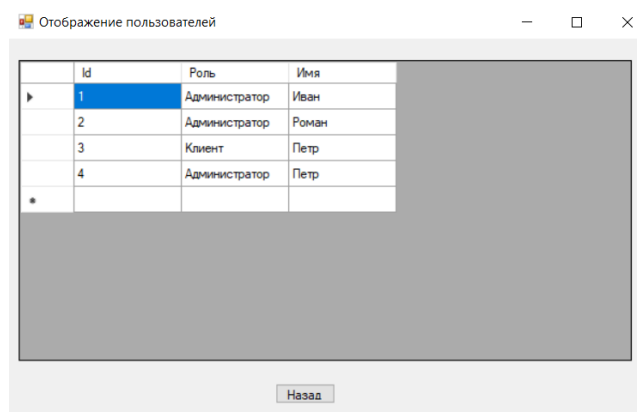 Отображение пользователей
Id Роль Имя
1 Администратор Иван
2 Администратор Роман
3 Клиент Петр
4 Администратор Петр
Назад